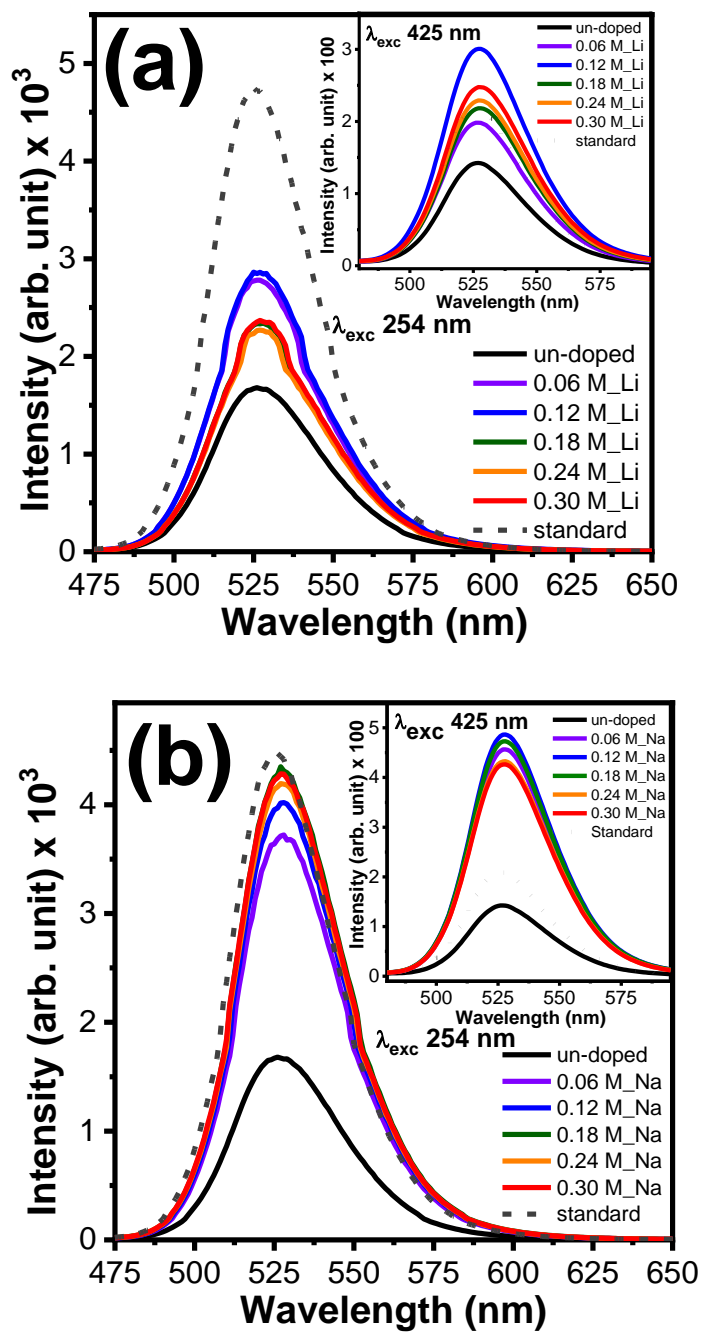 (a)
Intensity (arb. unit) x 10³
5
4
3
2
1
0
475 500 525 550 575 600 625 650
Wavelength (nm)
λexc 254 nm
un-doped
0.06 M_Li
0.12 M_Li
0.18 M_Li
0.24 M_Li
0.30 M_Li
standard
λexc 425 nm
Intensity (arb. unit) x 100
3
2
1
0
500 525 550 575
Wavelength (nm)
un-doped
0.06 M_Li
0.12 M_Li
0.18 M_Li
0.24 M_Li
0.30 M_Li
standard
(b)
Intensity (arb. unit) x 10³
4
3
2
1
0
475 500 525 550 575 600 625 650
Wavelength (nm)
λexc 254 nm
un-doped
0.06 M_Na
0.12 M_Na
0.18 M_Na
0.24 M_Na
0.30 M_Na
standard
λexc 425 nm
Intensity (arb. unit) x 100
5
4
3
2
1
0
500 525 550 575
Wavelength (nm)
un-doped
0.06 M_Na
0.12 M_Na
0.18 M_Na
0.24 M_Na
0.30 M_Na
Standard